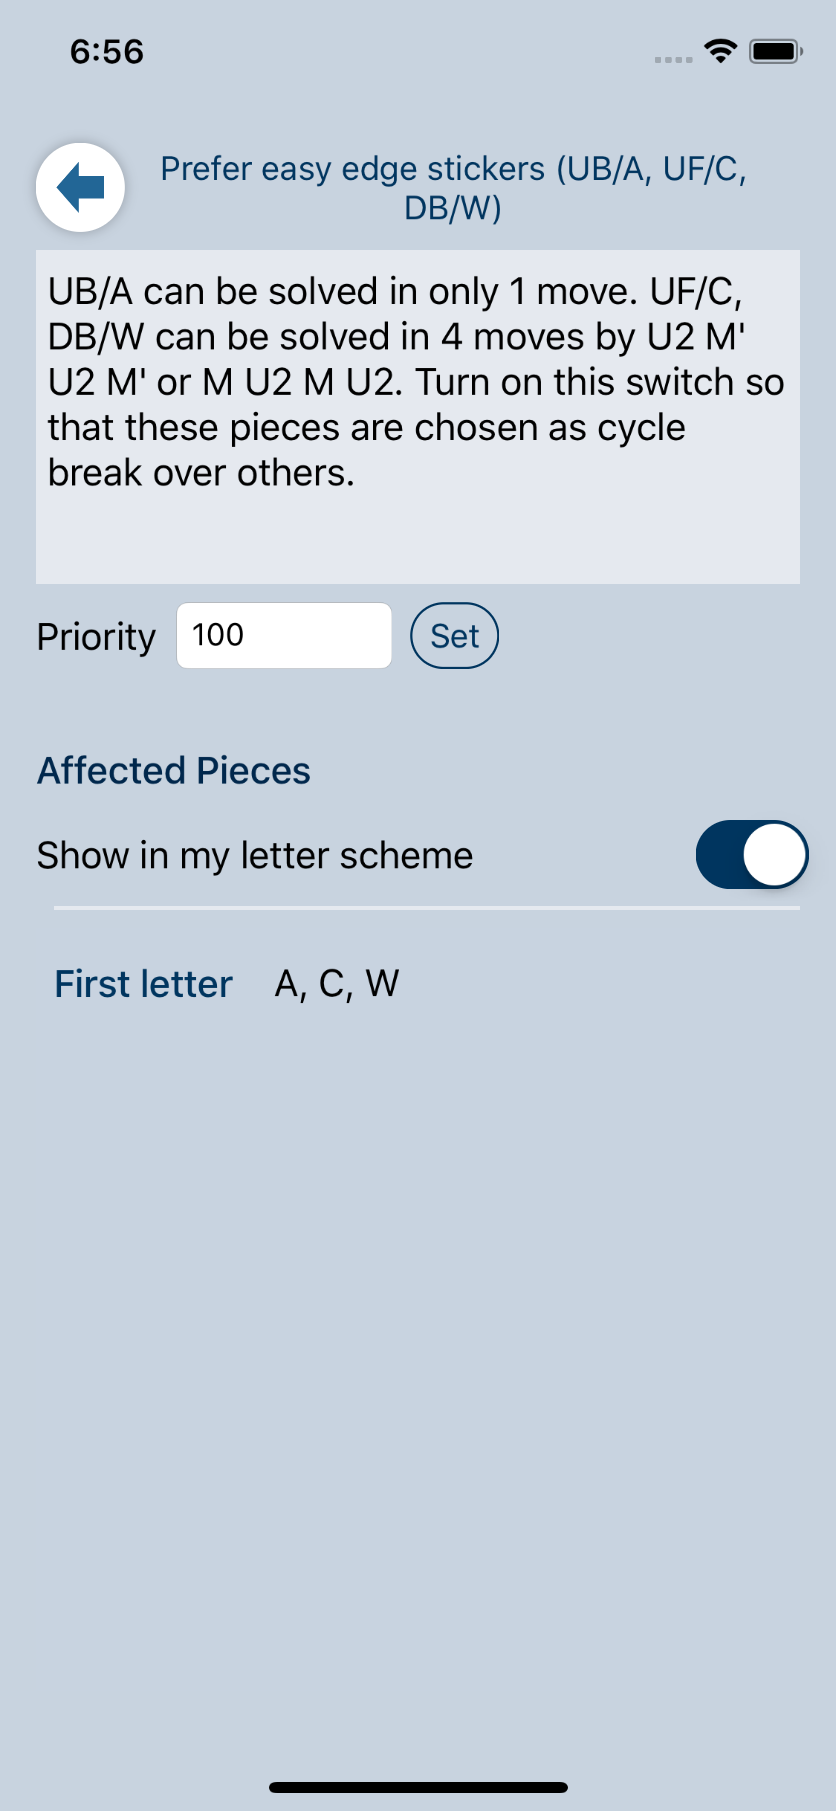 6:56
Prefer easy edge stickers (UB/A, UF/C,
DB/W)
UB/A can be solved in only 1 move. UF/C,
DB/W can be solved in 4 moves by U2 M'
U2 M' or M U2 M U2. Turn on this switch so
that these pieces are chosen as cycle
break over others.
Priority 100 Set
Affected Pieces
Show in my letter scheme
First letter A, C, W